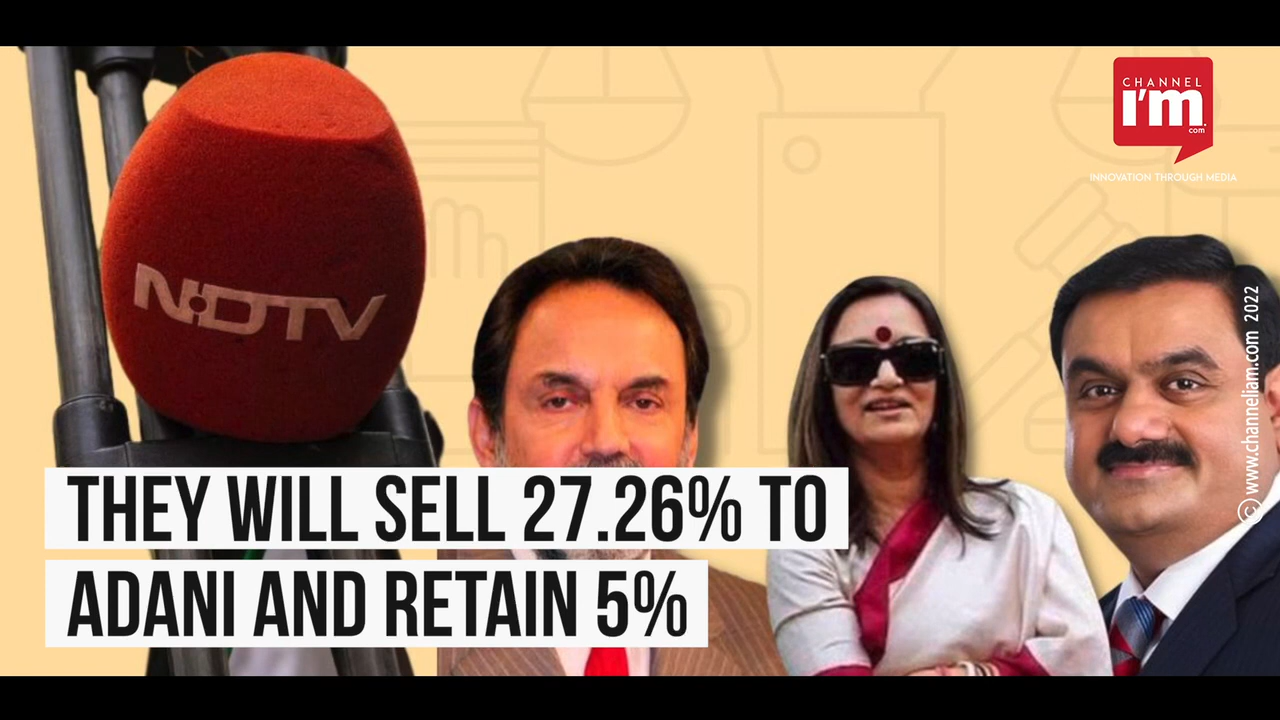 NDTV
CHANNEL
I'm
.com
INNOVATION THROUGH MEDIA
THEY WILL SELL 27.26% TO
ADANI AND RETAIN 5%
© www.channeliam.com 2022